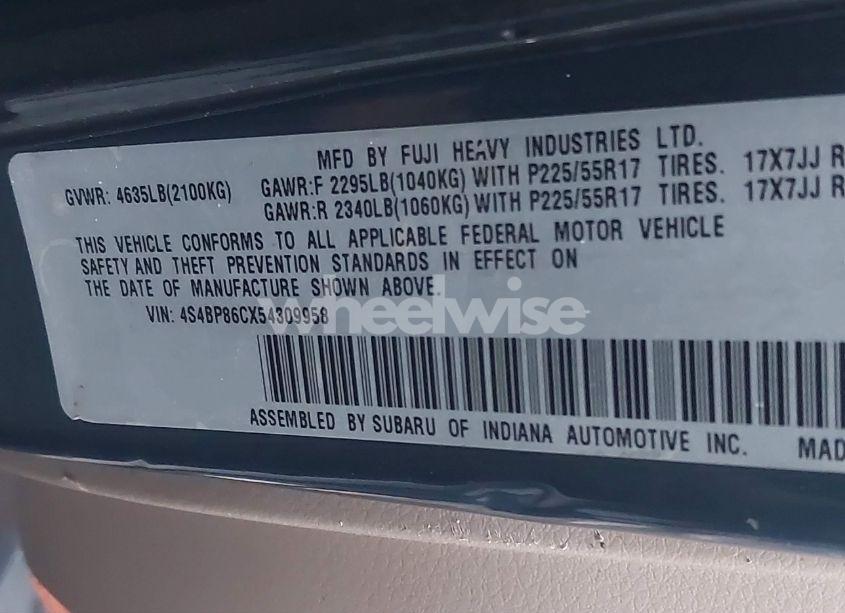 MFD BY FUJI HEAVY INDUSTRIES LTD.
GVWR: 4635LB(2100KG) GAWR:F 2295LB(1040KG) WITH P225/55R17 TIRES. 17X7JJ R
GAWR:R 2340LB(1060KG) WITH P225/55R17 TIRES. 17X7JJ R
THIS VEHICLE CONFORMS TO ALL APPLICABLE FEDERAL MOTOR VEHICLE
SAFETY AND THEFT PREVENTION STANDARDS IN EFFECT ON
THE DATE OF MANUFACTURE SHOWN ABOVE.
VIN: 4S4BP86CX54309958
wheelwise
ASSEMBLED BY SUBARU OF INDIANA AUTOMOTIVE INC. MAD